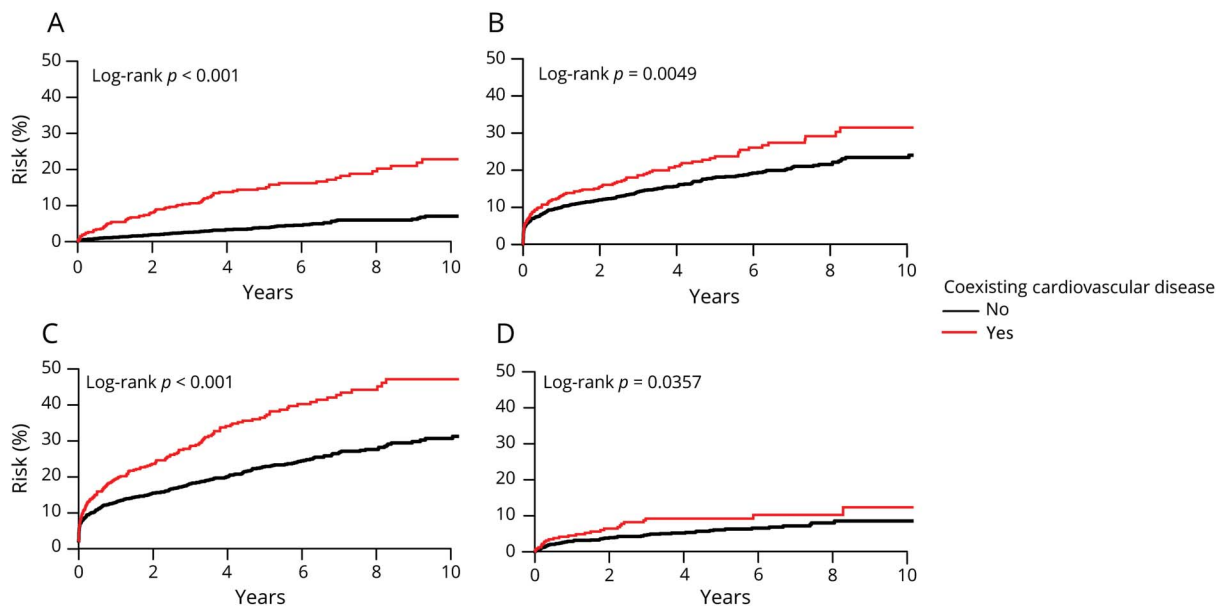 A
50
40
30
20
10
0
Risk (%)
Log-rank p < 0.001
0 2 4 6 8 10
Years
B
50
40
30
20
10
0
Log-rank p = 0.0049
0 2 4 6 8 10
Years
Coexisting cardiovascular disease
No
Yes
C
50
40
30
20
10
0
Risk (%)
Log-rank p < 0.001
0 2 4 6 8 10
Years
D
50
40
30
20
10
0
Log-rank p = 0.0357
0 2 4 6 8 10
Years